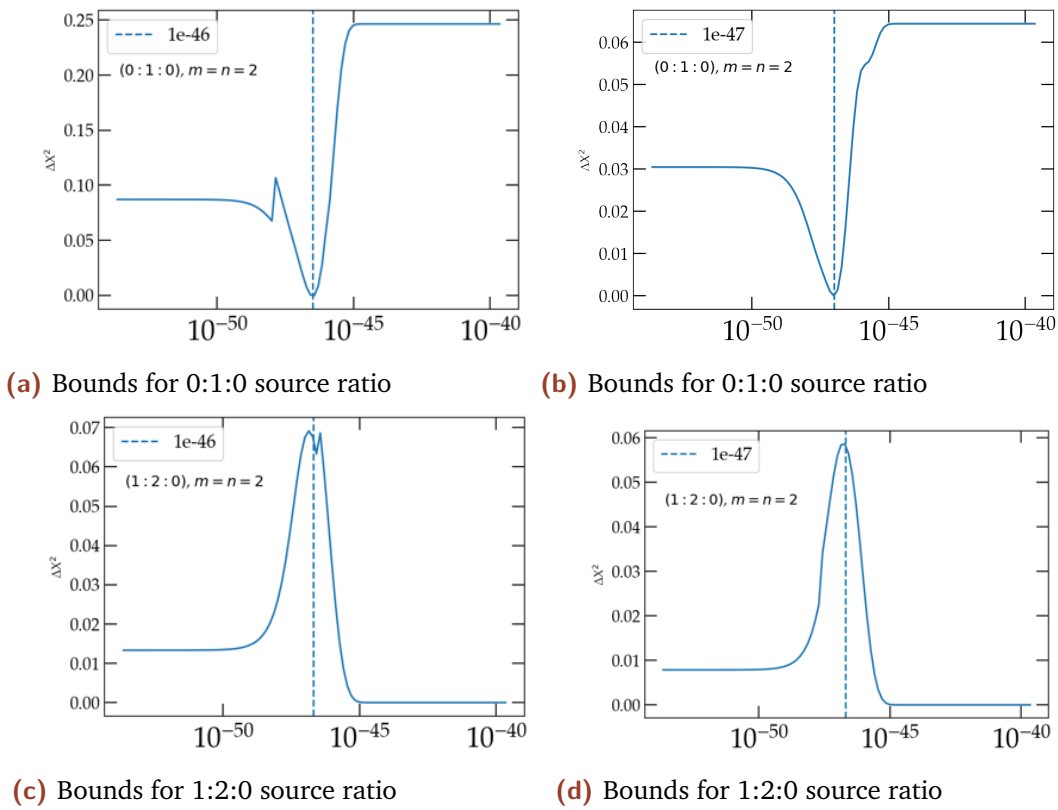 0.25
0.20
0.15
0.10
0.05
0.00
ΔX²
1e-46
(0 : 1 : 0), m = n = 2
10⁻⁵⁰ 10⁻⁴⁵ 10⁻⁴⁰
(a) Bounds for 0:1:0 source ratio
0.06
0.05
0.04
0.03
0.02
0.01
0.00
ΔX²
1e-47
(0 : 1 : 0), m = n = 2
10⁻⁵⁰ 10⁻⁴⁵ 10⁻⁴⁰
(b) Bounds for 0:1:0 source ratio
0.07
0.06
0.05
0.04
0.03
0.02
0.01
0.00
ΔX²
1e-46
(1 : 2 : 0), m = n = 2
10⁻⁵⁰ 10⁻⁴⁵ 10⁻⁴⁰
(c) Bounds for 1:2:0 source ratio
0.06
0.05
0.04
0.03
0.02
0.01
0.00
ΔX²
1e-47
(1 : 2 : 0), m = n = 2
10⁻⁵⁰ 10⁻⁴⁵ 10⁻⁴⁰
(d) Bounds for 1:2:0 source ratio